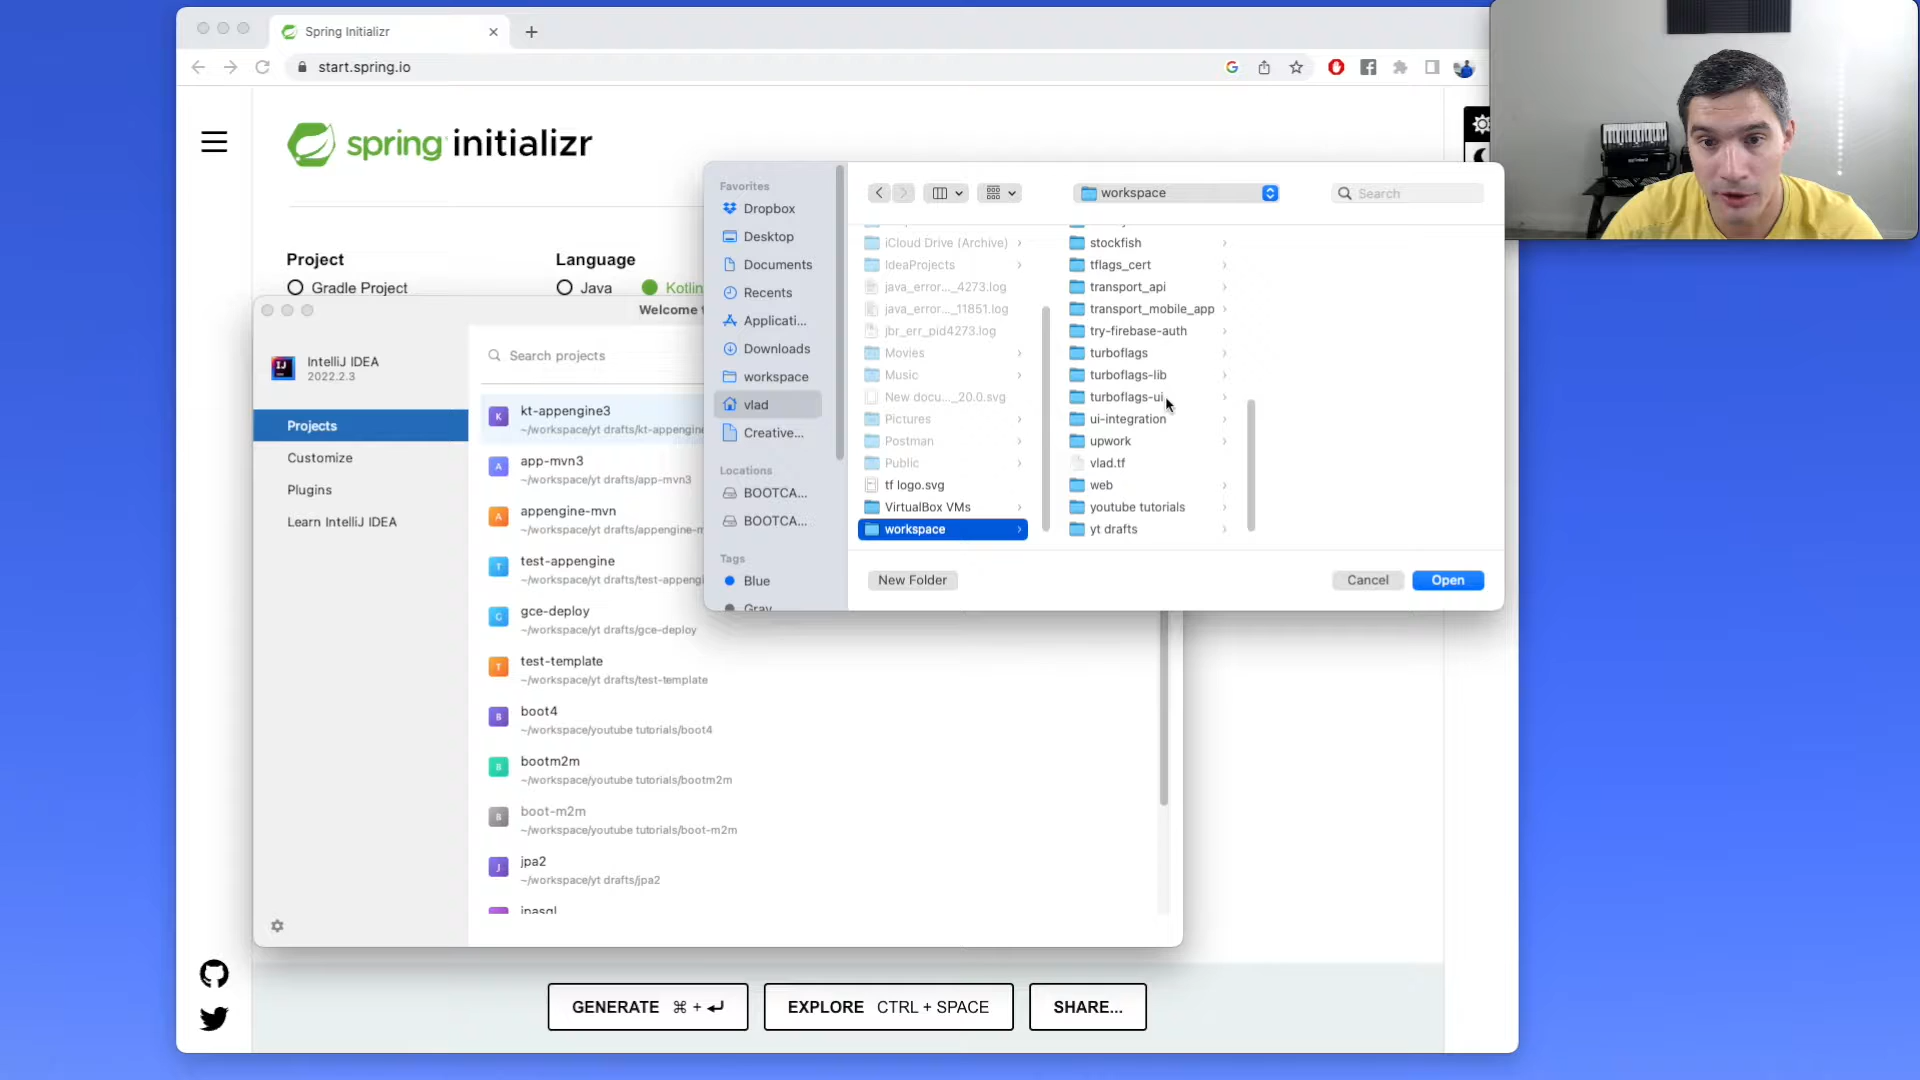 Spring Initializr
start.spring.io
spring initializr
Project
Language
Gradle Project
Java
Kotlin
Welcome t
IntelliJ IDEA
2022.2.3
Projects
Customize
Plugins
Learn IntelliJ IDEA
Search projects
kt-appengine3
~/workspace/yt drafts/kt-appengine
app-mvn3
~/workspace/yt drafts/app-mvn3
appengine-mvn
~/workspace/yt drafts/appengine-m
test-appengine
~/workspace/yt drafts/test-appengi
gce-deploy
~/workspace/yt drafts/gce-deploy
test-template
~/workspace/yt drafts/test-template
boot4
~/workspace/youtube tutorials/boot4
bootm2m
~/workspace/youtube tutorials/bootm2m
boot-m2m
~/workspace/youtube tutorials/boot-m2m
jpa2
~/workspace/yt drafts/jpa2
jpasql
Favorites
Dropbox
Desktop
Documents
Recents
Applicati...
Downloads
workspace
vlad
Creative...
Locations
BOOTCA...
BOOTCA...
Tags
Blue
Gray
workspace
Search
iCloud Drive (Archive)
IdeaProjects
java_error..._4273.log
java_error..._11851.log
jbr_err_pid4273.log
Movies
Music
New docu..._20.0.svg
Pictures
Postman
Public
tf logo.svg
VirtualBox VMs
workspace
stockfish
tflags_cert
transport_api
transport_mobile_app
try-firebase-auth
turboflags
turboflags-lib
turboflags-ui
ui-integration
upwork
vlad.tf
web
youtube tutorials
yt drafts
New Folder
Cancel
Open
GENERATE ⌘ + ↵
EXPLORE CTRL + SPACE
SHARE...